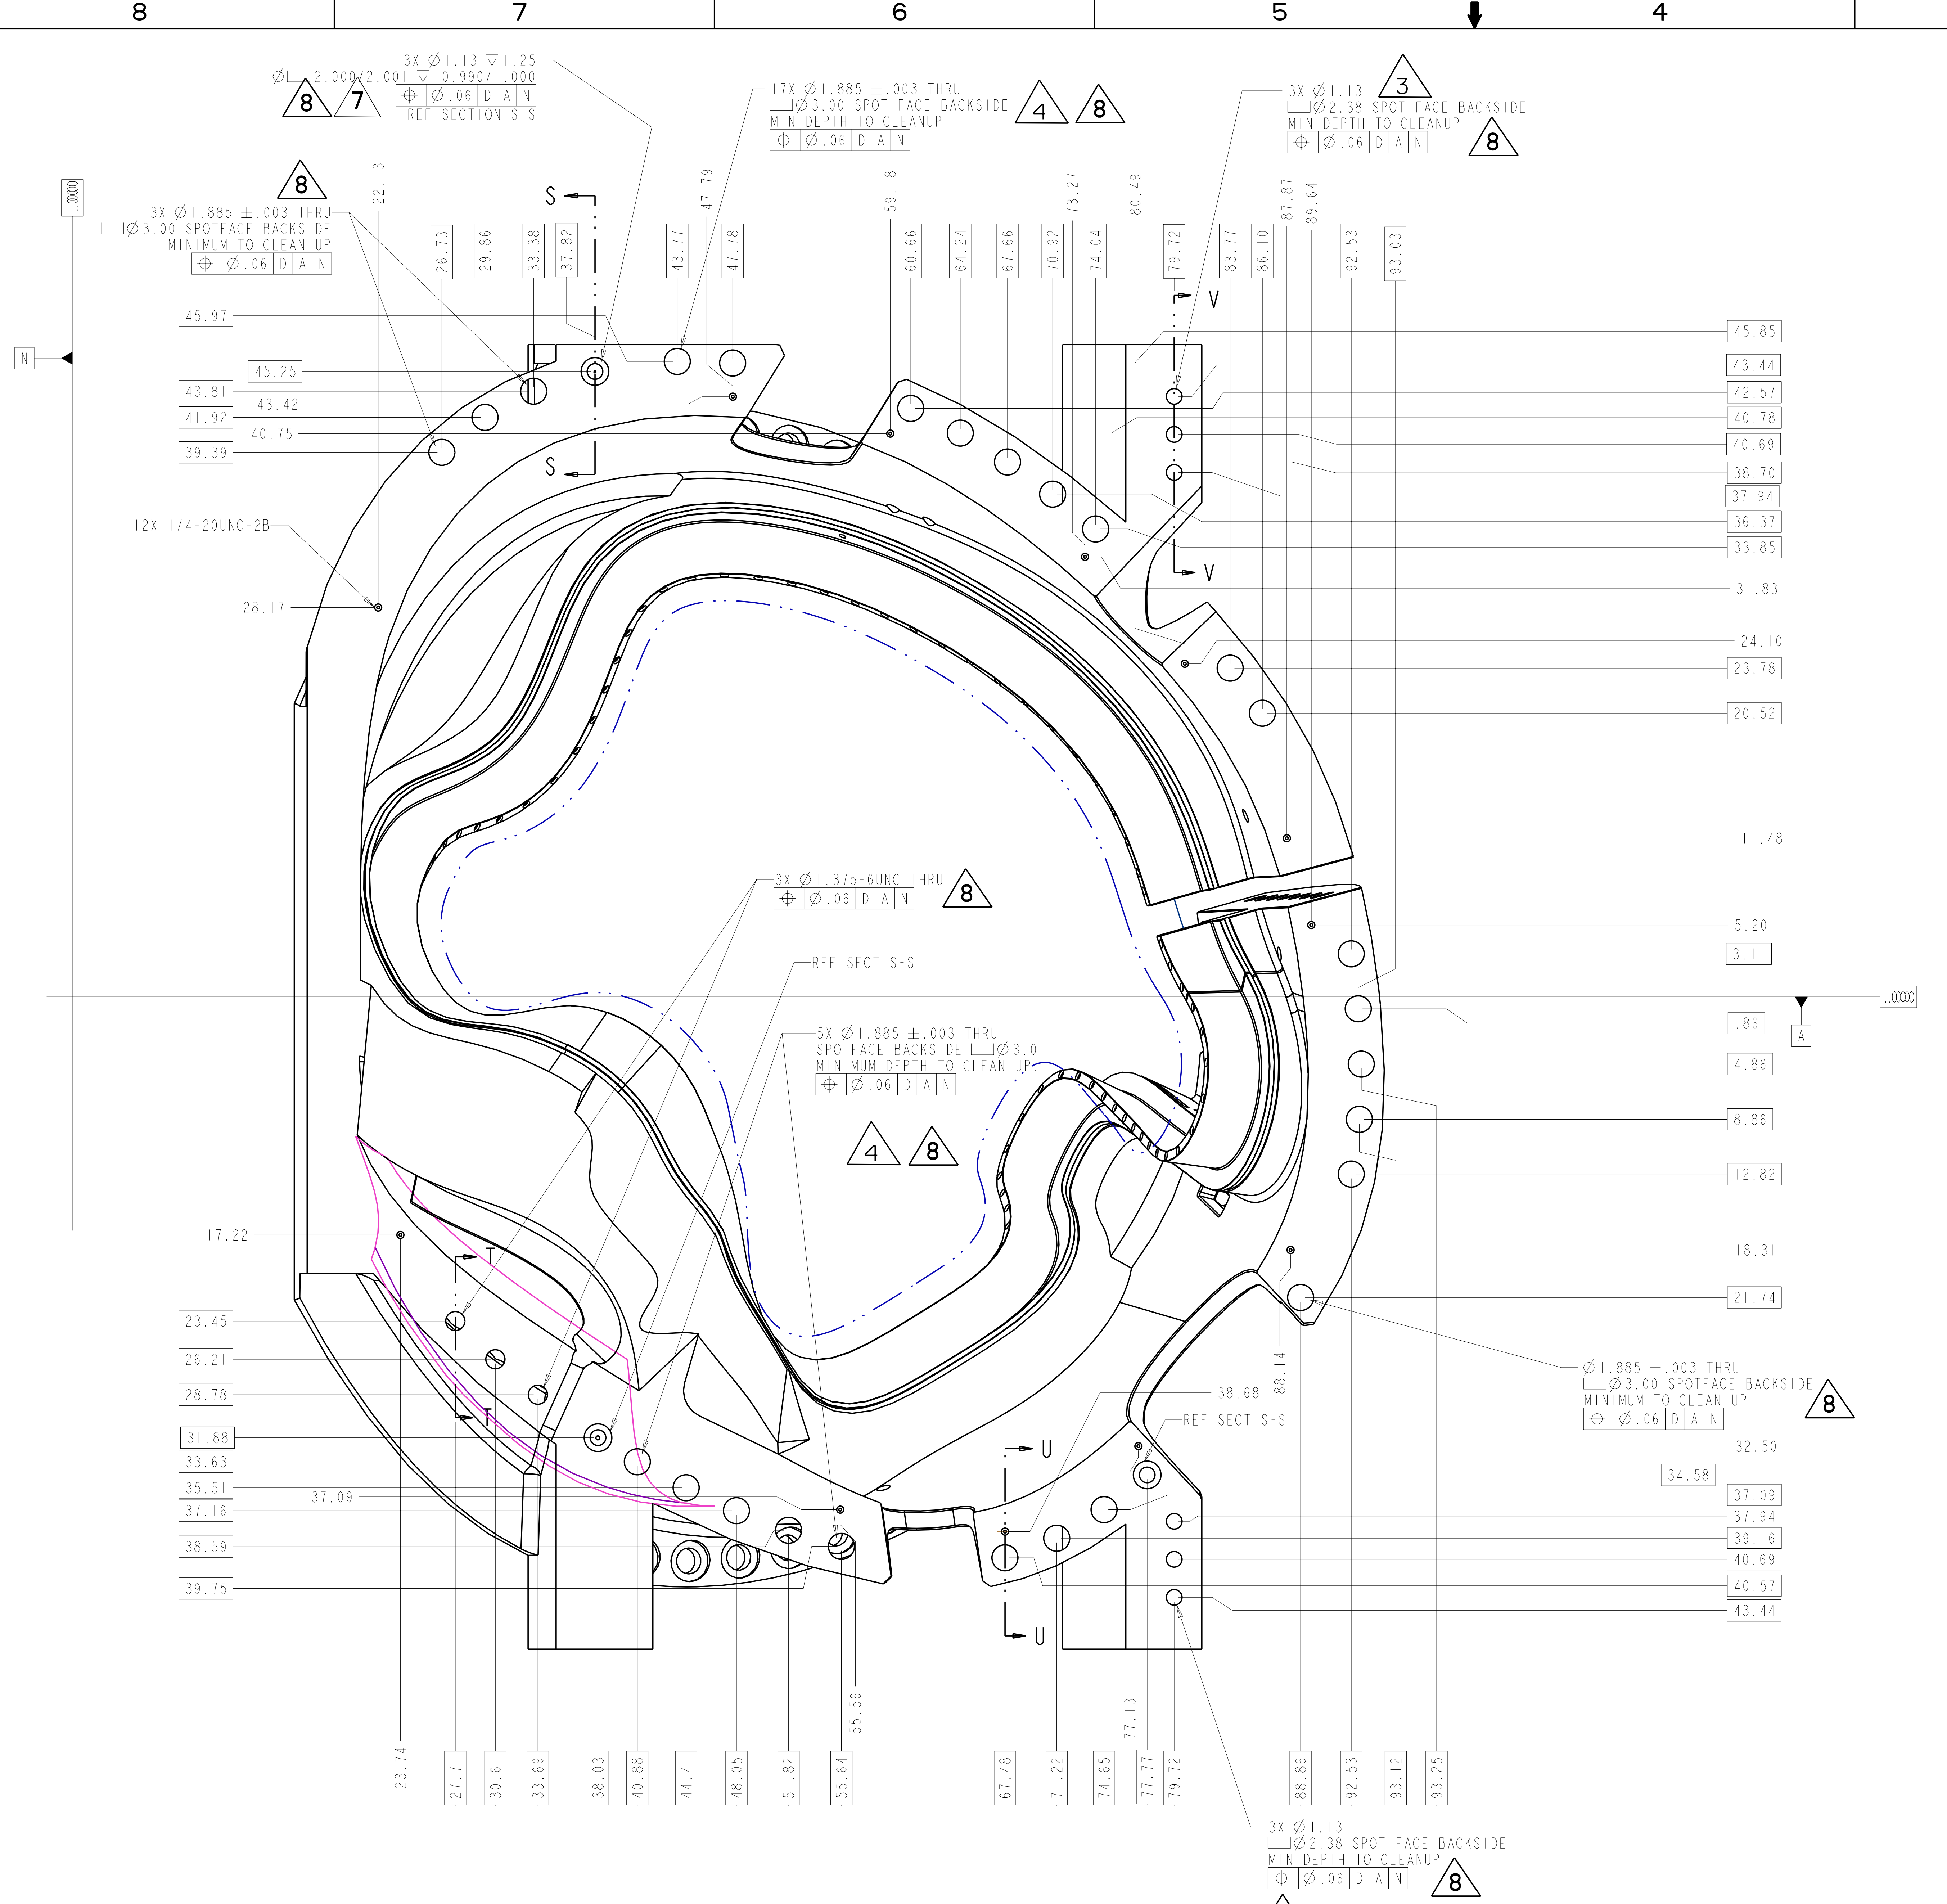 8 7 6 5 4
3X Ø1.13 ↧1.25
Ø⌴2.000/2.001 ↧ 0.990/1.000
8 7 ⌖ Ø.06 D A N
REF SECTION S-S
17X Ø1.885 ±.003 THRU
⌴Ø3.00 SPOT FACE BACKSIDE
MIN DEPTH TO CLEANUP
⌖ Ø.06 D A N
4 8
3X Ø1.13
3
⌴Ø2.38 SPOT FACE BACKSIDE
MIN DEPTH TO CLEANUP
⌖ Ø.06 D A N
8
8
3X Ø1.885 ±.003 THRU
⌴Ø3.00 SPOTFACE BACKSIDE
MINIMUM TO CLEAN UP
⌖ Ø.06 D A N
.00000
22.13
26.73
29.86
33.38
37.82
43.77
47.79
47.78
59.18
60.66
64.24
67.66
70.92
73.27
74.04
80.49
79.72
83.77
86.10
87.87
89.64
92.53
93.03
S
S
V
V
N
45.97
45.25
43.81
43.42
41.92
40.75
39.39
12X 1/4-20UNC-2B
28.17
45.85
43.44
42.57
40.78
40.69
38.70
37.94
36.37
33.85
31.83
24.10
23.78
20.52
11.48
5.20
3.11
..00000
.86
A
4.86
8.86
12.82
18.31
21.74
3X Ø1.375-6UNC THRU
⌖ Ø.06 D A N
8
REF SECT S-S
5X Ø1.885 ±.003 THRU
SPOTFACE BACKSIDE ⌴Ø3.0
MINIMUM DEPTH TO CLEAN UP.
⌖ Ø.06 D A N
4 8
17.22
T
T
23.45
26.21
28.78
31.88
33.63
35.51
37.09
37.16
38.59
39.75
Ø1.885 ±.003 THRU
⌴Ø3.00 SPOTFACE BACKSIDE
MINIMUM TO CLEAN UP
⌖ Ø.06 D A N
8
88.14
38.68
REF SECT S-S
U
U
32.50
34.58
37.09
37.94
39.16
40.69
40.57
43.44
23.74
27.71
30.61
33.69
38.03
40.88
44.41
48.05
51.82
55.64
55.56
67.48
71.22
74.65
77.13
77.77
79.72
88.86
92.53
93.12
93.25
3X Ø1.13
⌴Ø2.38 SPOT FACE BACKSIDE
MIN DEPTH TO CLEANUP
⌖ Ø.06 D A N
8